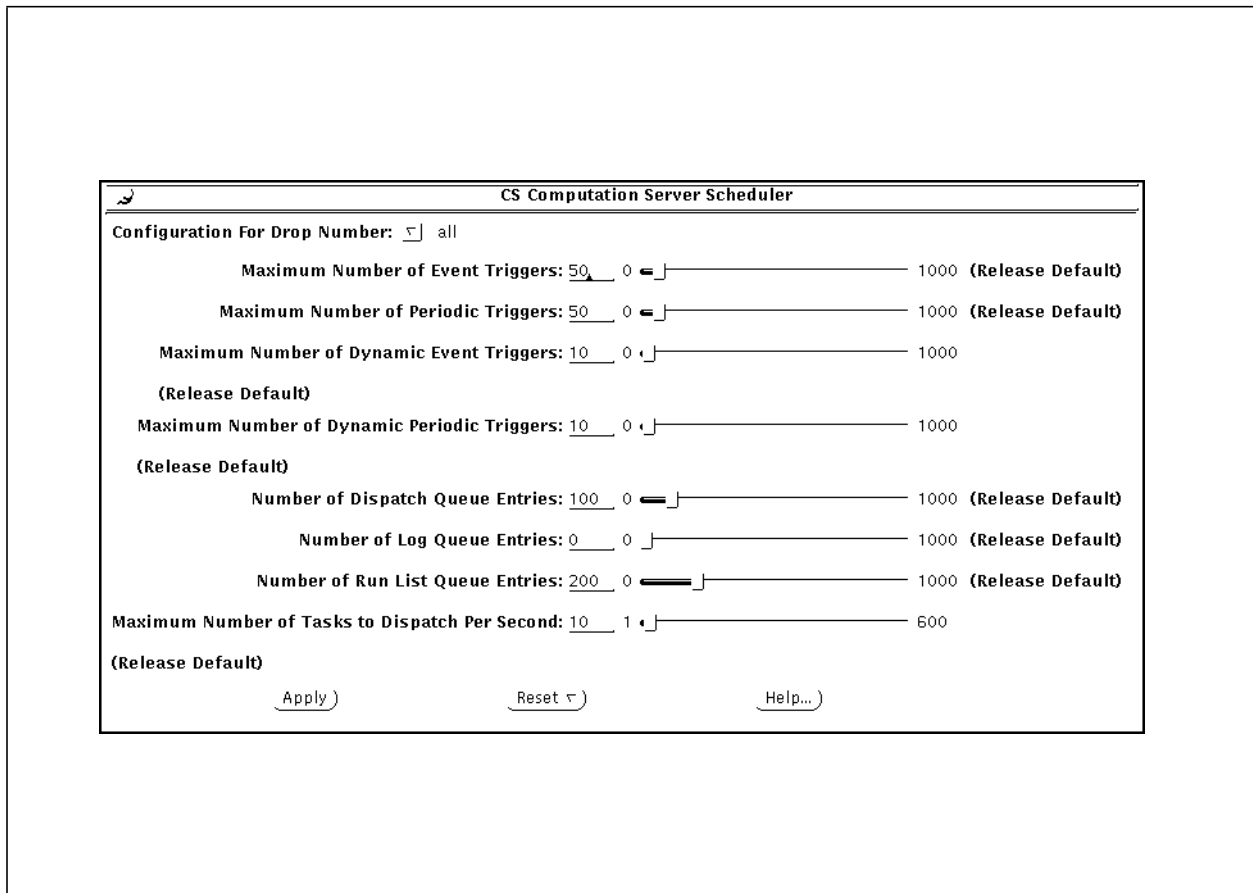 CS Computation Server Scheduler
Configuration For Drop Number: all
Maximum Number of Event Triggers: 50 0 1000 (Release Default)
Maximum Number of Periodic Triggers: 50 0 1000 (Release Default)
Maximum Number of Dynamic Event Triggers: 10 0 1000
(Release Default)
Maximum Number of Dynamic Periodic Triggers: 10 0 1000
(Release Default)
Number of Dispatch Queue Entries: 100 0 1000 (Release Default)
Number of Log Queue Entries: 0 0 1000 (Release Default)
Number of Run List Queue Entries: 200 0 1000 (Release Default)
Maximum Number of Tasks to Dispatch Per Second: 10 1 600
(Release Default)
Apply Reset Help...